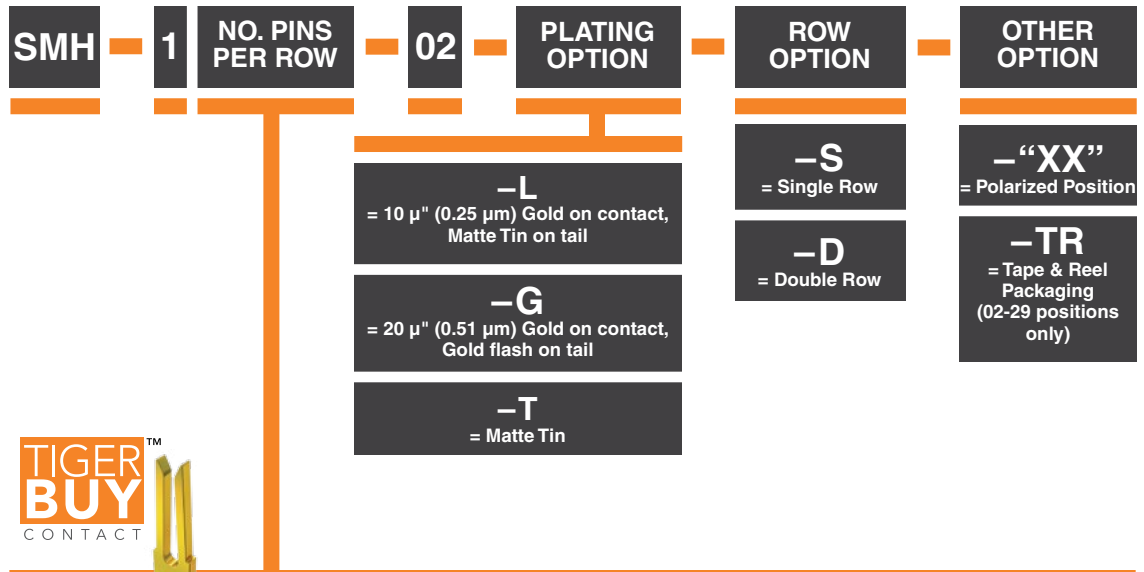 SMH
1
NO. PINS
PER ROW
02
PLATING
OPTION
ROW
OPTION
OTHER
OPTION
–L
= 10 µ" (0.25 µm) Gold on contact,
Matte Tin on tail
–G
= 20 µ" (0.51 µm) Gold on contact,
Gold flash on tail
–T
= Matte Tin
–S
= Single Row
–D
= Double Row
–“XX”
= Polarized Position
–TR
= Tape & Reel
Packaging
(02-29 positions
only)
TIGER™
BUY
CONTACT